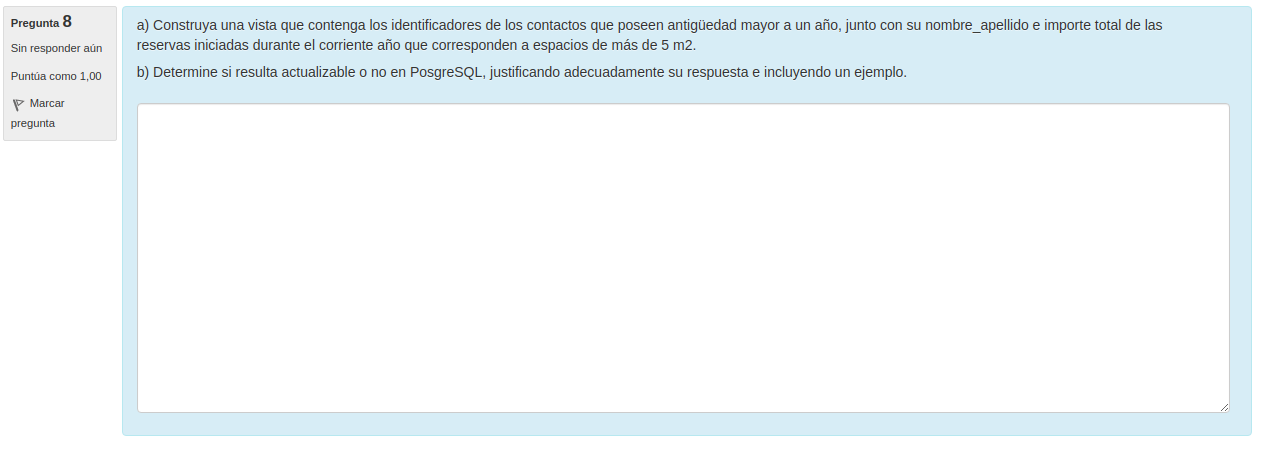 Pregunta 8
Sin responder aún
Puntúa como 1,00
Marcar
pregunta
a) Construya una vista que contenga los identificadores de los contactos que poseen antigüedad mayor a un año, junto con su nombre_apellido e importe total de las
reservas iniciadas durante el corriente año que corresponden a espacios de más de 5 m2.
b) Determine si resulta actualizable o no en PosgreSQL, justificando adecuadamente su respuesta e incluyendo un ejemplo.